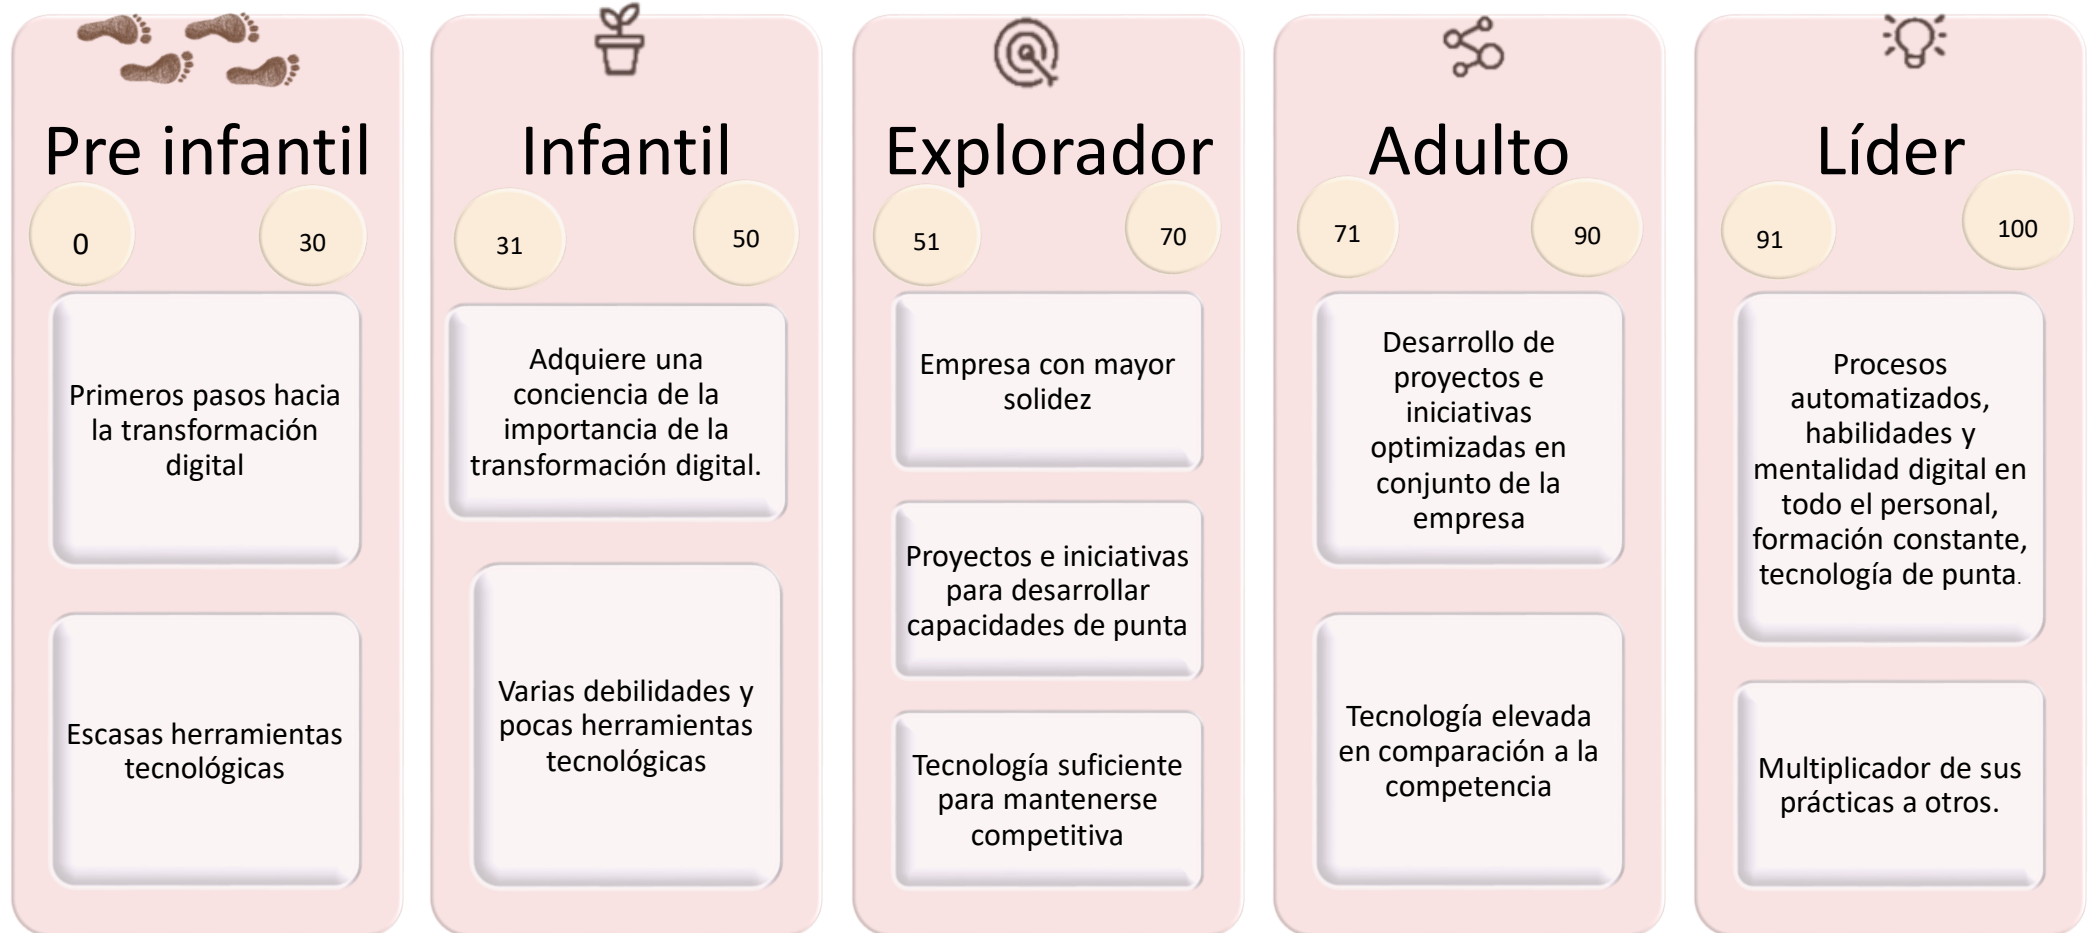 Pre infantil
0
30
Primeros pasos hacia
la transformación
digital
Escasas herramientas
tecnológicas
Infantil
31
50
Adquiere una
conciencia de la
importancia de la
transformación digital.
Varias debilidades y
pocas herramientas
tecnológicas
Explorador
51
70
Empresa con mayor
solidez
Proyectos e iniciativas
para desarrollar
capacidades de punta
Tecnología suficiente
para mantenerse
competitiva
Adulto
71
90
Desarrollo de
proyectos e
iniciativas
optimizadas en
conjunto de la
empresa
Tecnología elevada
en comparación a la
competencia
Líder
91
100
Procesos
automatizados,
habilidades y
mentalidad digital en
todo el personal,
formación constante,
tecnología de punta.
Multiplicador de sus
prácticas a otros.